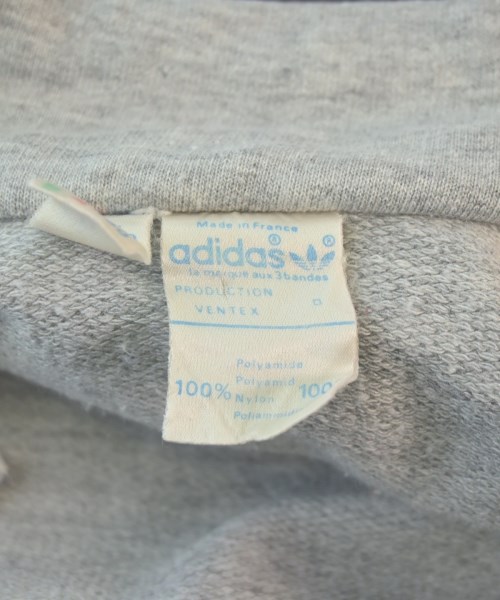 Made in France
adidas®
®
la marque aux 3 bandes
PRODUCTION D
VENTEX
Polyamide
100% Polyamid 100
Nylon